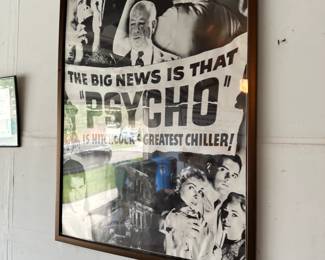 THE BIG NEWS IS THAT
"PSYCHO"
IS HITCHCOCK'S GREATEST CHILLER!